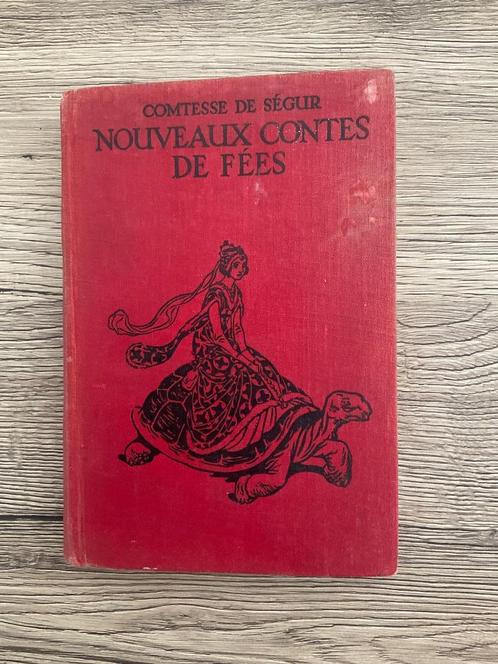 COMTESSE DE SÉGUR
NOUVEAUX CONTES
DE FÉES